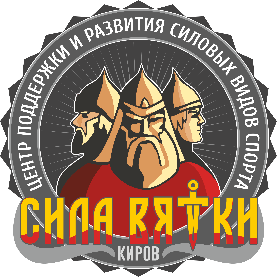 ЦЕНТР ПОДДЕРЖКИ И РАЗВИТИЯ СИЛОВЫХ ВИДОВ СПОРТА
СИЛА ВЯТКИ
КИРОВ